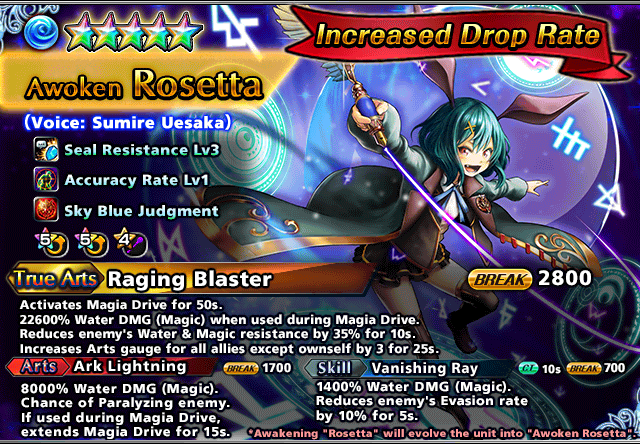 Increased Drop Rate
Awoken Rosetta
(Voice: Sumire Uesaka)
Seal Resistance Lv3
Accuracy Rate Lv1
Sky Blue Judgment
5 5 4
True Arts Raging Blaster BREAK 2800
Activates Magia Drive for 50s.
22600% Water DMG (Magic) when used during Magia Drive.
Reduces enemy's Water & Magic resistance by 35% for 10s.
Increases Arts gauge for all allies except ownself by 3 for 25s.
Arts Ark Lightning BREAK 1700
8000% Water DMG (Magic).
Chance of Paralyzing enemy.
If used during Magia Drive,
extends Magia Drive for 15s.
Skill Vanishing Ray CT 10s BREAK 700
1400% Water DMG (Magic).
Reduces enemy's Evasion rate
by 10% for 5s.
*Awakening "Rosetta" will evolve the unit into "Awoken Rosetta".